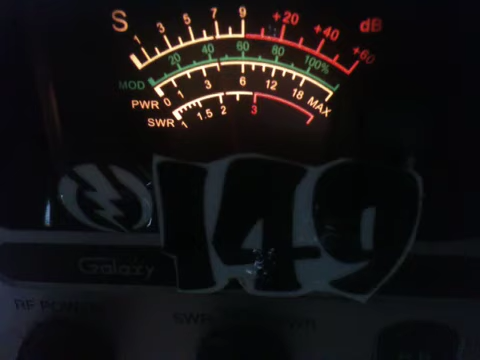 S 1 3 5 7 9 +20 +40 +60 dB
MOD 20 40 60 80 100%
PWR 0 1 3 6 12 18 MAX
SWR 1 1.5 2 3
149
Galaxy
RF POWER SWR